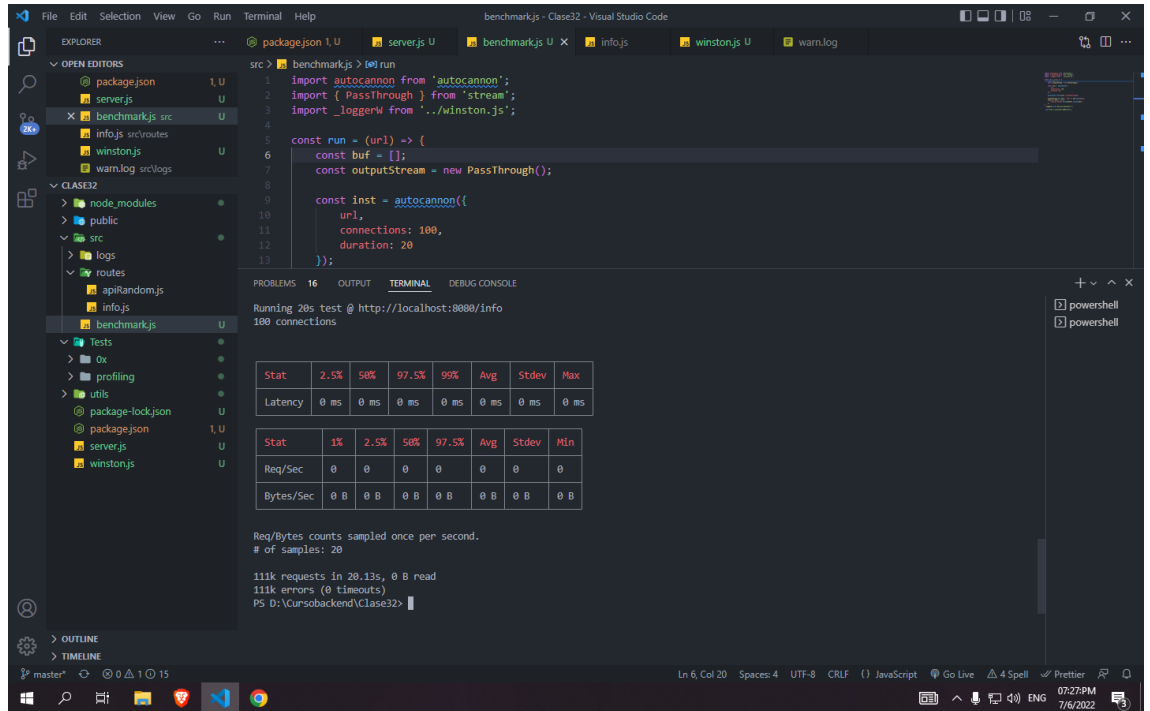 File Edit Selection View Go Run Terminal Help
benchmark.js - Clase32 - Visual Studio Code
EXPLORER
package.json 1, U
server.js U
benchmark.js U
info.js
winston.js U
warn.log
OPEN EDITORS
package.json 1, U
server.js U
benchmark.js src U
info.js src\routes
winston.js U
warn.log src\logs
2K+
CLASE32
node_modules
public
src
logs
routes
apiRandom.js
info.js
benchmark.js U
Tests
0x
profiling
utils
package-lock.json U
package.json 1, U
server.js U
winston.js U
OUTLINE
TIMELINE
src > benchmark.js > run
1 import autocannon from 'autocannon';
2 import { PassThrough } from 'stream';
3 import _loggerW from '../winston.js';
4
5 const run = (url) => {
6 const buf = [];
7 const outputStream = new PassThrough();
8
9 const inst = autocannon({
10 url,
11 connections: 100,
12 duration: 20
13 });
PROBLEMS 16 OUTPUT TERMINAL DEBUG CONSOLE
powershell
powershell
Running 20s test @ http://localhost:8080/info
100 connections
Stat 2.5% 50% 97.5% 99% Avg Stdev Max
Latency 0 ms 0 ms 0 ms 0 ms 0 ms 0 ms 0 ms
Stat 1% 2.5% 50% 97.5% Avg Stdev Min
Req/Sec 0 0 0 0 0 0 0
Bytes/Sec 0 B 0 B 0 B 0 B 0 B 0 B 0 B
Req/Bytes counts sampled once per second.
# of samples: 20
111k requests in 20.13s, 0 B read
111k errors (0 timeouts)
PS D:\Cursobackend\Clase32>
master* 0 1 15
Ln 6, Col 20 Spaces: 4 UTF-8 CRLF {} JavaScript Go Live 4 Spell Prettier
ENG
07:27:PM
7/6/2022
3